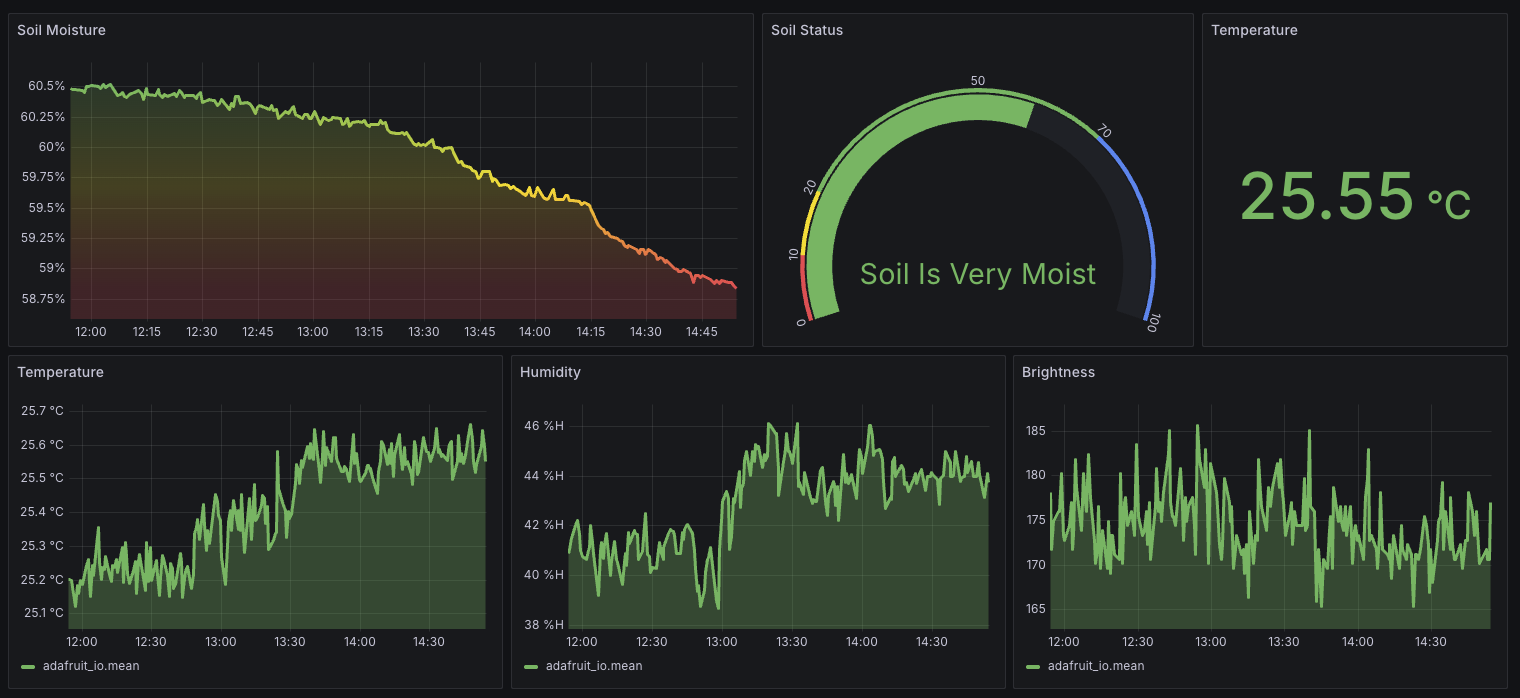 Soil Moisture
60.5%
60.25%
60%
59.75%
59.5%
59.25%
59%
58.75%
12:00 12:15 12:30 12:45 13:00 13:15 13:30 13:45 14:00 14:15 14:30 14:45
Soil Status
0
10
20
50
70
100
Soil Is Very Moist
Temperature
25.55 °C
Temperature
25.7 °C
25.6 °C
25.5 °C
25.4 °C
25.3 °C
25.2 °C
25.1 °C
12:00 12:30 13:00 13:30 14:00 14:30
adafruit_io.mean
Humidity
46 %H
44 %H
42 %H
40 %H
38 %H
12:00 12:30 13:00 13:30 14:00 14:30
adafruit_io.mean
Brightness
185
180
175
170
165
12:00 12:30 13:00 13:30 14:00 14:30
adafruit_io.mean